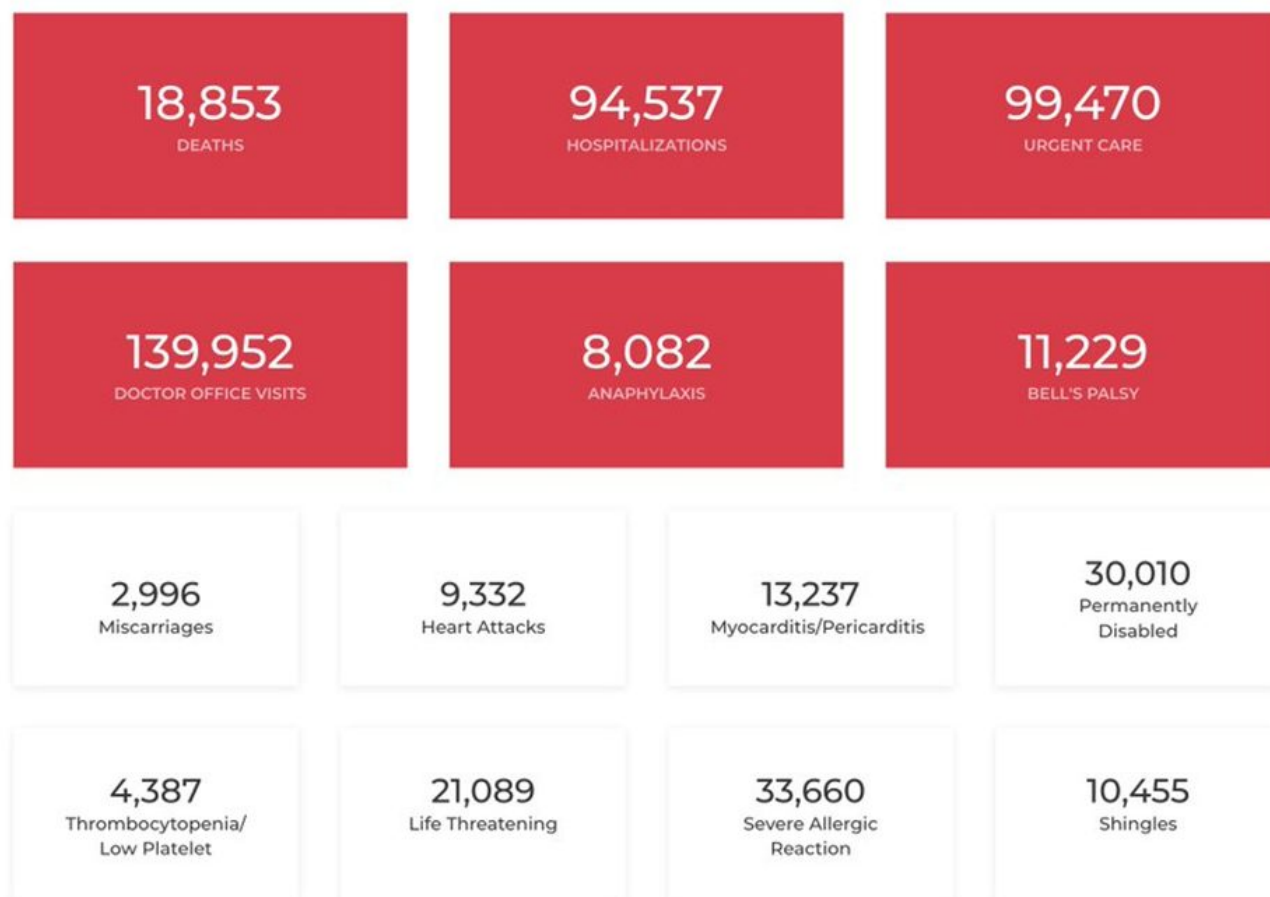 18,853
DEATHS
94,537
HOSPITALIZATIONS
99,470
URGENT CARE
139,952
DOCTOR OFFICE VISITS
8,082
ANAPHYLAXIS
11,229
BELL'S PALSY
2,996
Miscarriages
9,332
Heart Attacks
13,237
Myocarditis/Pericarditis
30,010
Permanently
Disabled
4,387
Thrombocytopenia/
Low Platelet
21,089
Life Threatening
33,660
Severe Allergic
Reaction
10,455
Shingles